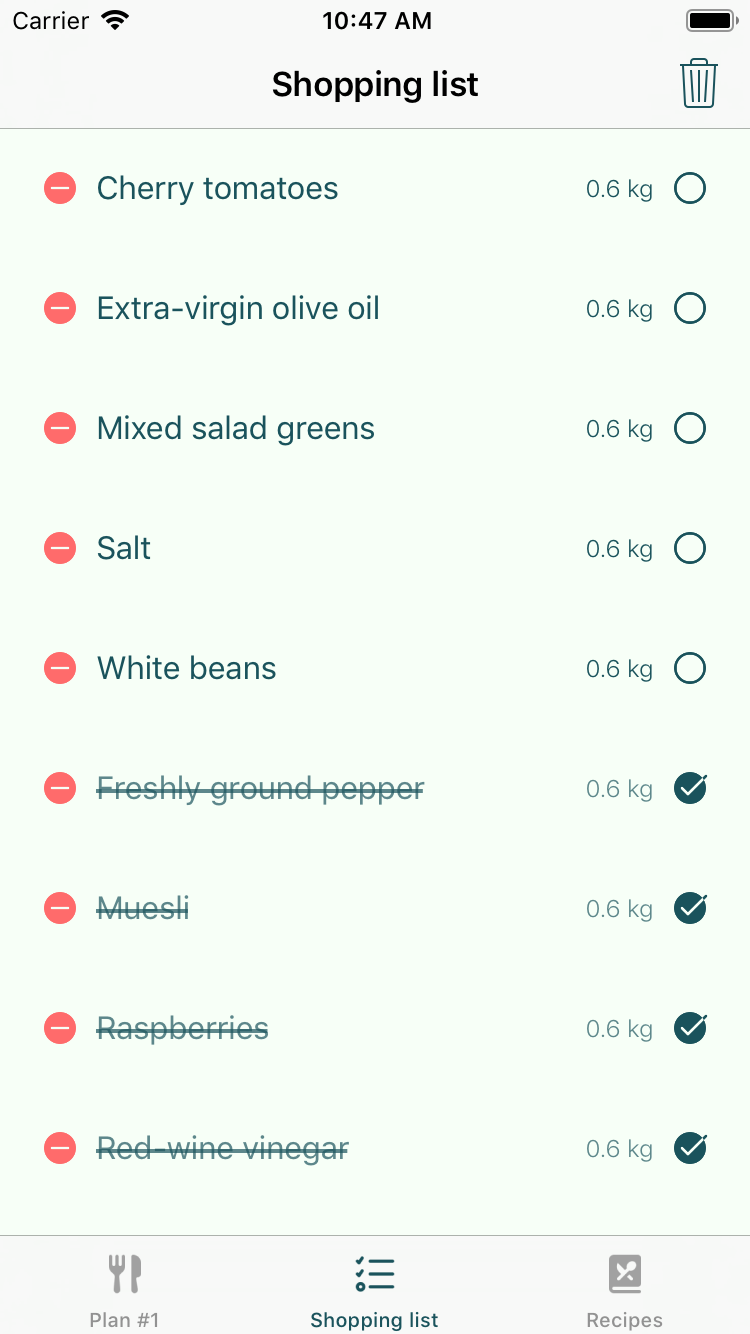 Carrier 10:47 AM
Shopping list
Cherry tomatoes 0.6 kg
Extra-virgin olive oil 0.6 kg
Mixed salad greens 0.6 kg
Salt 0.6 kg
White beans 0.6 kg
Freshly ground pepper 0.6 kg
Muesli 0.6 kg
Raspberries 0.6 kg
Red-wine vinegar 0.6 kg
Plan #1 Shopping list Recipes